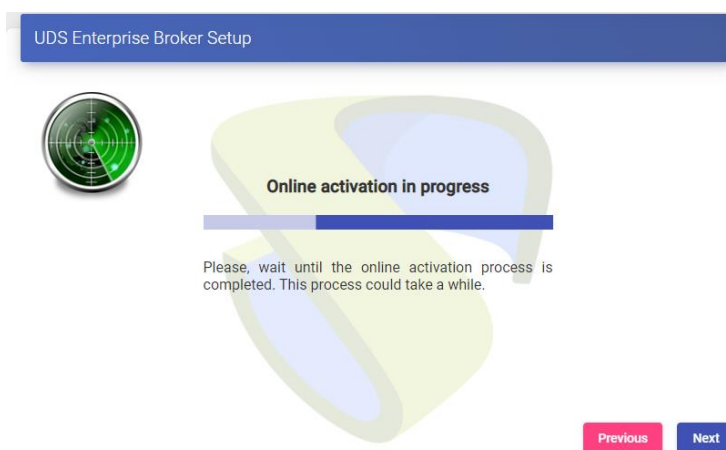 UDS Enterprise Broker Setup
Online activation in progress
Please, wait until the online activation process is
completed. This process could take a while.
Previous
Next